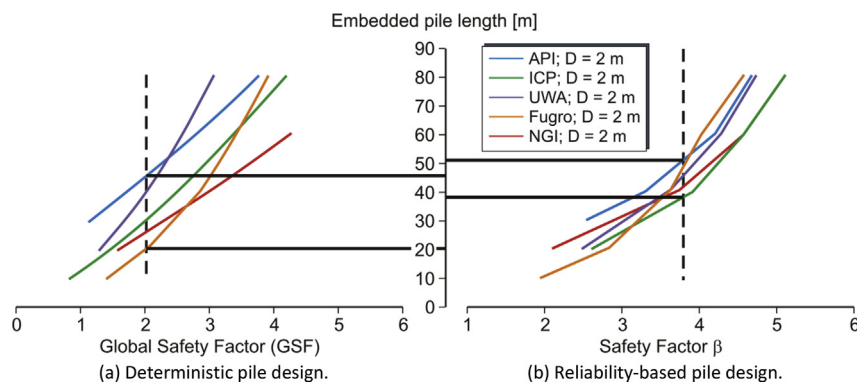 Embedded pile length [m]
90
80
70
60
50
40
30
20
10
0
API; D = 2 m
ICP; D = 2 m
UWA; D = 2 m
Fugro; D = 2 m
NGI; D = 2 m
0 1 2 3 4 5 6
1 2 3 4 5 6
Global Safety Factor (GSF)
Safety Factor β
(a) Deterministic pile design.
(b) Reliability-based pile design.